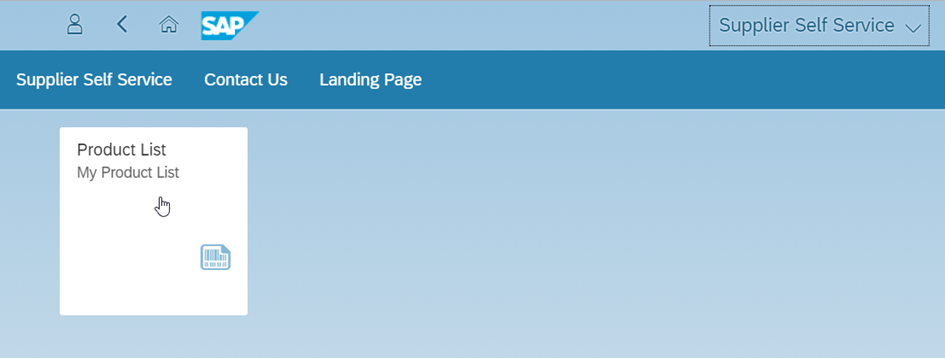 SAP
Supplier Self Service
Supplier Self Service Contact Us Landing Page
Product List
My Product List